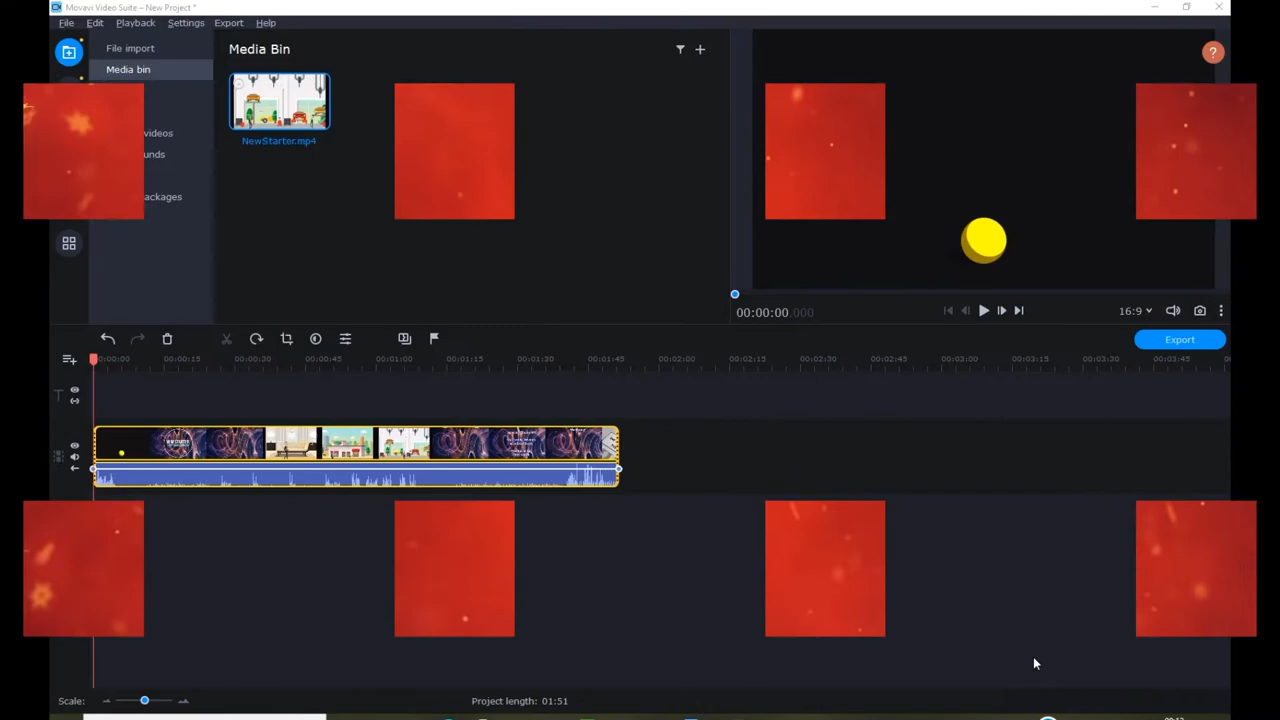 Movavi Video Suite – New Project *
File Edit Playback Settings Export Help
File import
Media bin
videos
unds
ackages
Media Bin
NewStarter.mp4
?
00:00:00.000
16:9
Export
0:00:00 00:00:15 00:00:30 00:00:45 00:01:00 00:01:15 00:01:30 00:01:45 00:02:00 00:02:15 00:02:30 00:02:45 00:03:00 00:03:15 00:03:30 00:03:45
T
Scale:
Project length: 01:51